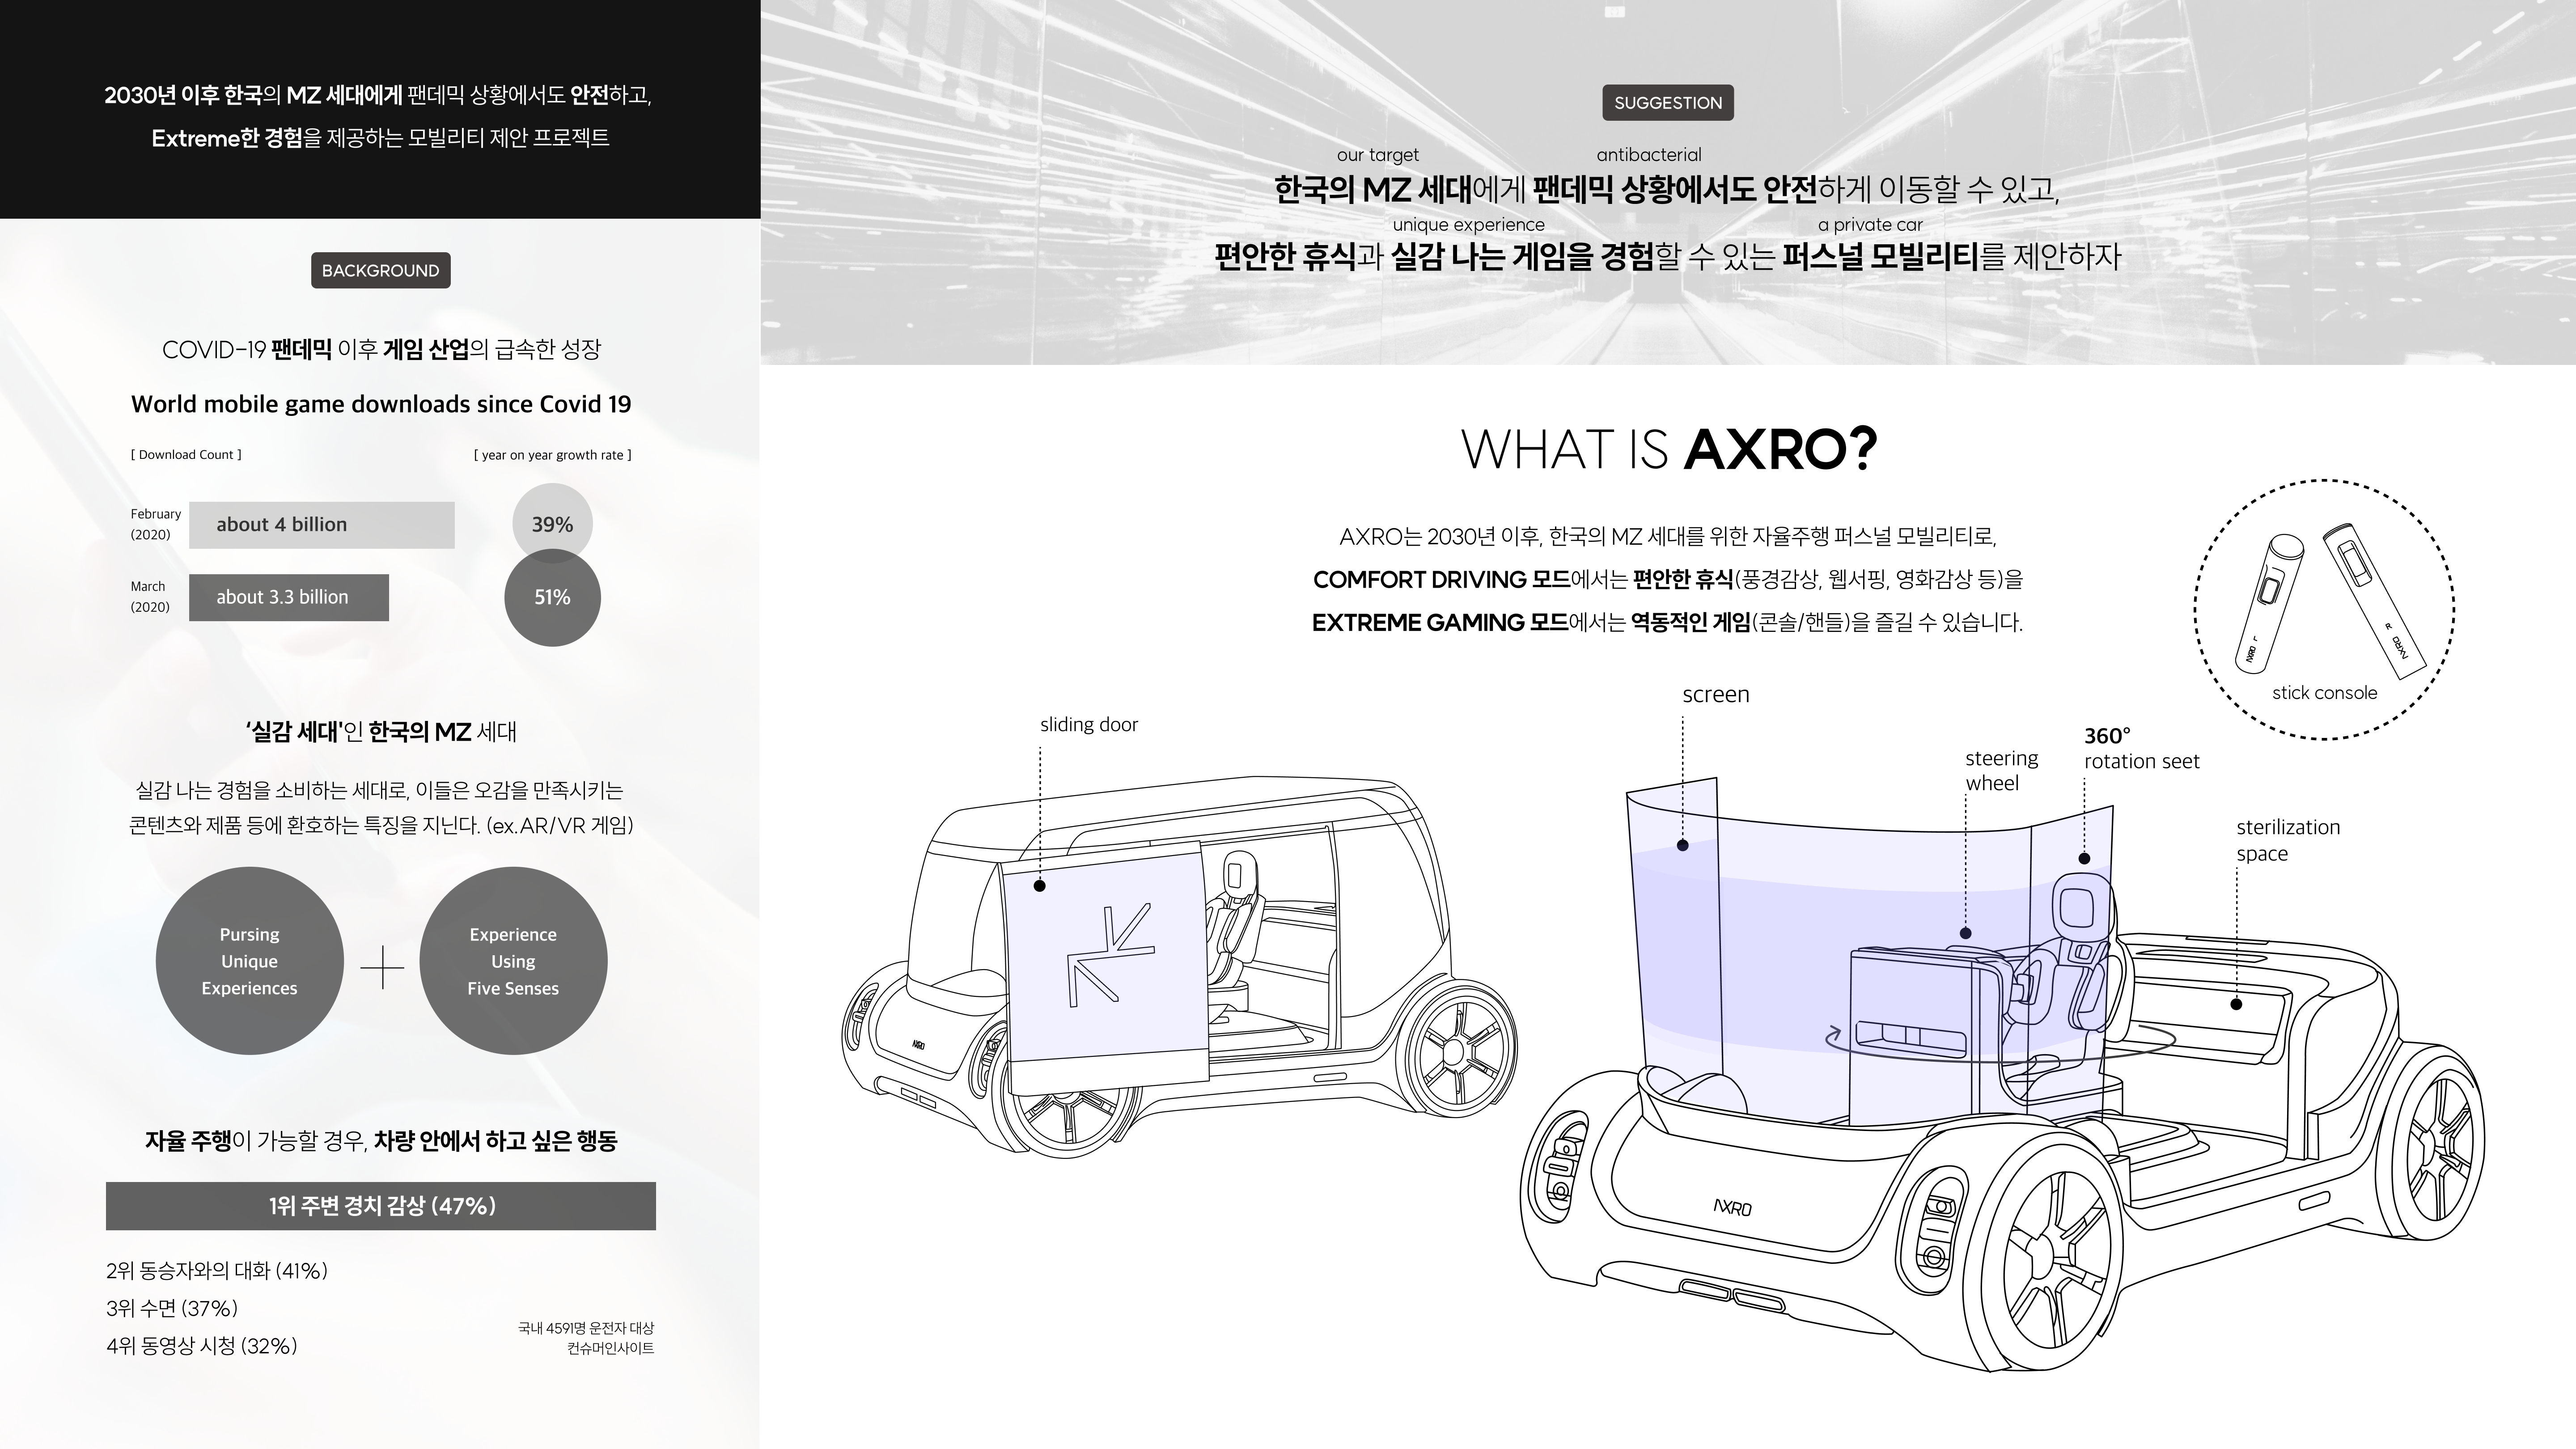 2030년 이후 한국의 MZ 세대에게 팬데믹 상황에서도 안전하고,
Extreme한 경험을 제공하는 모빌리티 제안 프로젝트
BACKGROUND
COVID-19 팬데믹 이후 게임 산업의 급속한 성장
World mobile game downloads since Covid 19
[ Download Count ]
[ year on year growth rate ]
February
(2020)
about 4 billion
39%
March
(2020)
about 3.3 billion
51%
‘실감 세대'인 한국의 MZ 세대
실감 나는 경험을 소비하는 세대로, 이들은 오감을 만족시키는
콘텐츠와 제품 등에 환호하는 특징을 지닌다. (ex.AR/VR 게임)
Pursing
Unique
Experiences
Experience
Using
Five Senses
자율 주행이 가능할 경우, 차량 안에서 하고 싶은 행동
1위 주변 경치 감상 (47%)
2위 동승자와의 대화 (41%)
3위 수면 (37%)
4위 동영상 시청 (32%)
국내 4591명 운전자 대상
컨슈머인사이트
SUGGESTION
our target
antibacterial
한국의 MZ 세대에게 팬데믹 상황에서도 안전하게 이동할 수 있고,
unique experience
a private car
편안한 휴식과 실감 나는 게임을 경험할 수 있는 퍼스널 모빌리티를 제안하자
WHAT IS AXRO?
AXRO는 2030년 이후, 한국의 MZ 세대를 위한 자율주행 퍼스널 모빌리티로,
COMFORT DRIVING 모드에서는 편안한 휴식(풍경감상, 웹서핑, 영화감상 등)을
EXTREME GAMING 모드에서는 역동적인 게임(콘솔/핸들)을 즐길 수 있습니다.
L
AXRO
R
AXRO
stick console
sliding door
screen
steering
wheel
360°
rotation seet
sterilization
space
AXRO
AXRO